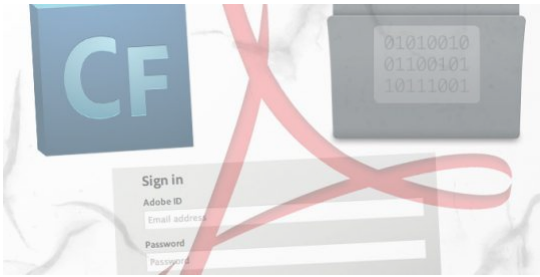 CF
01010010
01100101
10111001
Sign in
Adobe ID
Email address
Password
Password